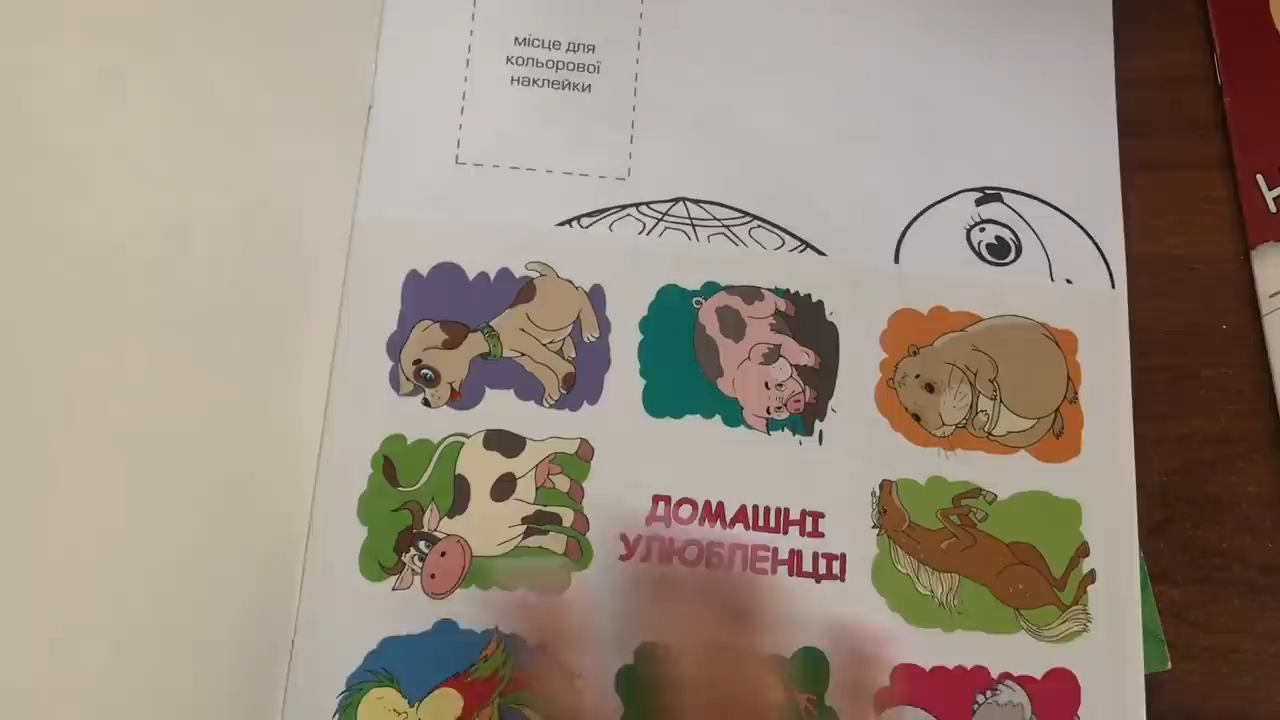 місце для
кольорової
наклейки
ДОМАШНІ
УЛЮБЛЕНЦІ!